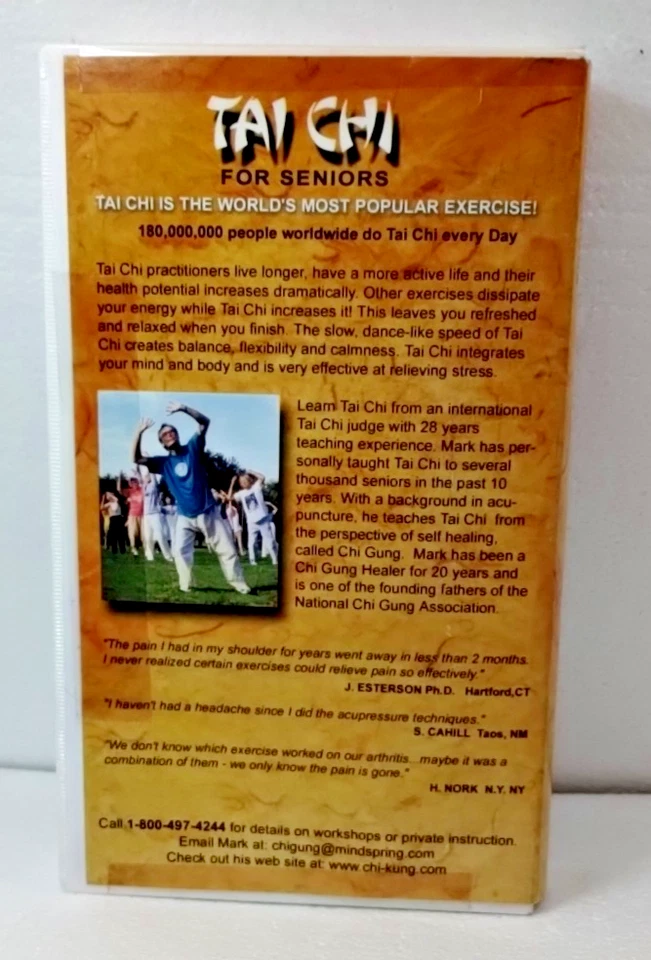 TAI CHI
FOR SENIORS
TAI CHI IS THE WORLD'S MOST POPULAR EXERCISE!
180,000,000 people worldwide do Tai Chi every Day
Tai Chi practitioners live longer, have a more active life and their
health potential increases dramatically. Other exercises dissipate
your energy while Tai Chi increases it! This leaves you refreshed
and relaxed when you finish. The slow, dance-like speed of Tai
Chi creates balance, flexibility and calmness. Tai Chi integrates
your mind and body and is very effective at relieving stress.
Learn Tai Chi from an international
Tai Chi judge with 28 years
teaching experience. Mark has per-
sonally taught Tai Chi to several
thousand seniors in the past 10
years. With a background in acu-
puncture, he teaches Tai Chi from
the perspective of self healing,
called Chi Gung. Mark has been a
Chi Gung Healer for 20 years and
is one of the founding fathers of the
National Chi Gung Association.
"The pain I had in my shoulder for years went away in less than 2 months.
I never realized certain exercises could relieve pain so effectively."
J. ESTERSON Ph.D. Hartford,CT
"I haven't had a headache since I did the acupressure techniques."
S. CAHILL Taos, NM
"We don't know which exercise worked on our arthritis...maybe it was a
combination of them - we only know the pain is gone."
H. NORK N.Y. NY
Call 1-800-497-4244 for details on workshops or private instruction.
Email Mark at: chigung@mindspring.com
Check out his web site at: www.chi-kung.com